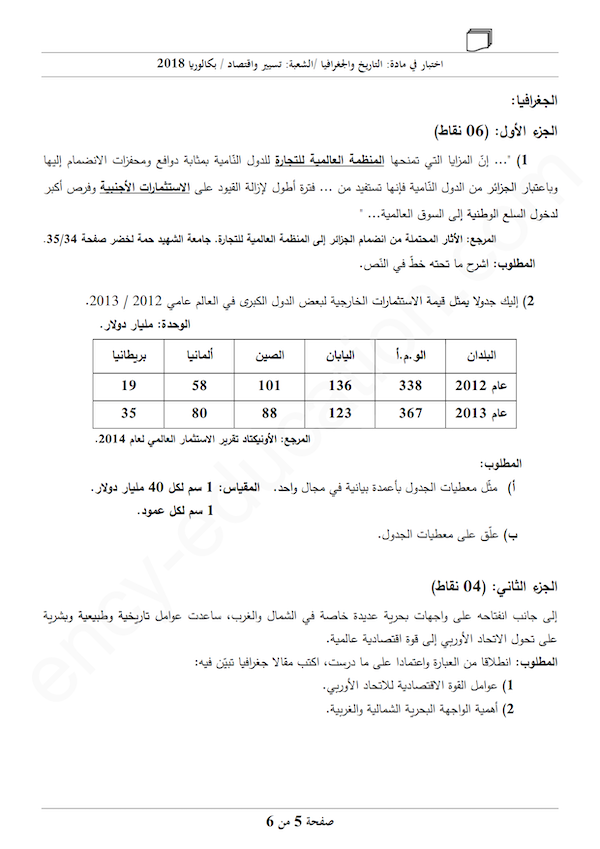 اختبار في مادة: التاريخ والجغرافيا /الشعبة: تسيير واقتصاد / بكالوريا 2018
الجغرافيا:
الجزء الأول: (06 نقاط)
1) "... إنّ المزايا التي تمنحها المنظمة العالمية للتجارة للدول النّامية بمثابة دوافع ومحفزات الانضمام إليها
وباعتبار الجزائر من الدول النّامية فإنها تستفيد من ... فترة أطول لإزالة القيود على الاستثمارات الأجنبية وفرص أكبر
لدخول السلع الوطنية إلى السوق العالمية... "
المرجع: الأثار المحتملة من انضمام الجزائر إلى المنظمة العالمية للتجارة. جامعة الشهيد حمة لخضر صفحة 35/34.
المطلوب: اشرح ما تحته خطّ في النّص.
2) إليك جدولا يمثل قيمة الاستثمارات الخارجية لبعض الدول الكبرى في العالم عامي 2012 / 2013.
الوحدة: مليار دولار.
البلدان الو.م.أ اليابان الصين ألمانيا بريطانيا
عام 2012 338 136 101 58 19
عام 2013 367 123 88 80 35
المرجع: الأونيكتاد تقرير الاستثمار العالمي لعام 2014.
المطلوب:
أ) مثّل معطيات الجدول بأعمدة بيانية في مجال واحد. المقياس: 1 سم لكل 40 مليار دولار.
1 سم لكل عمود.
ب) علّق على معطيات الجدول.
الجزء الثاني: (04 نقاط)
إلى جانب انفتاحه على واجهات بحرية عديدة خاصة في الشمال والغرب، ساعدت عوامل تاريخية وطبيعية وبشرية
على تحول الاتحاد الأوربي إلى قوة اقتصادية عالمية.
المطلوب: انطلاقا من العبارة واعتمادا على ما درست، اكتب مقالا جغرافيا تبيّن فيه:
1) عوامل القوة الاقتصادية للاتحاد الأوربي.
2) أهمية الواجهة البحرية الشمالية والغربية.
صفحة 5 من 6
ency-education.com